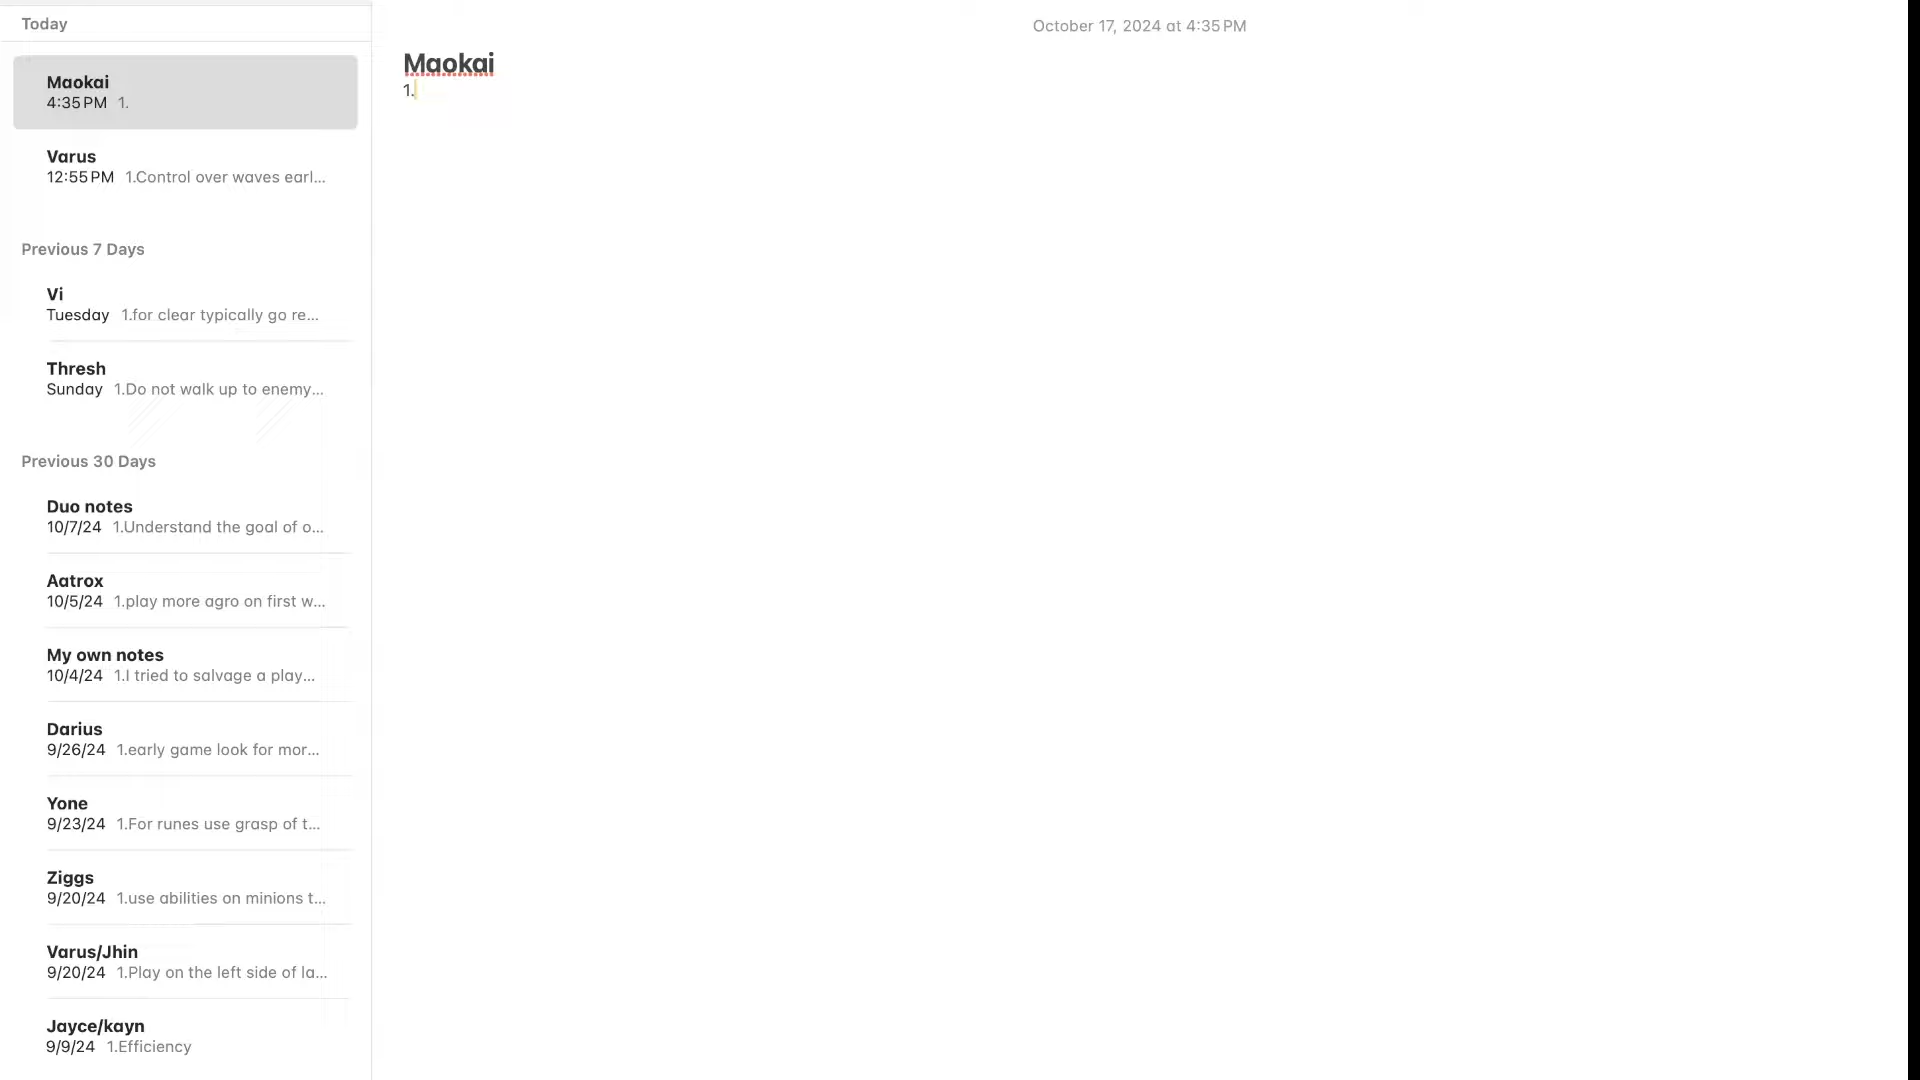 Today
Maokai
4:35 PM 1.
Varus
12:55 PM 1.Control over waves earl...
Previous 7 Days
Vi
Tuesday 1.for clear typically go re...
Thresh
Sunday 1.Do not walk up to enemy...
Previous 30 Days
Duo notes
10/7/24 1.Understand the goal of o...
Aatrox
10/5/24 1.play more agro on first w...
My own notes
10/4/24 1.I tried to salvage a play...
Darius
9/26/24 1.early game look for mor...
Yone
9/23/24 1.For runes use grasp of t...
Ziggs
9/20/24 1.use abilities on minions t...
Varus/Jhin
9/20/24 1.Play on the left side of la...
Jayce/kayn
9/9/24 1.Efficiency
October 17, 2024 at 4:35 PM
Maokai
1.